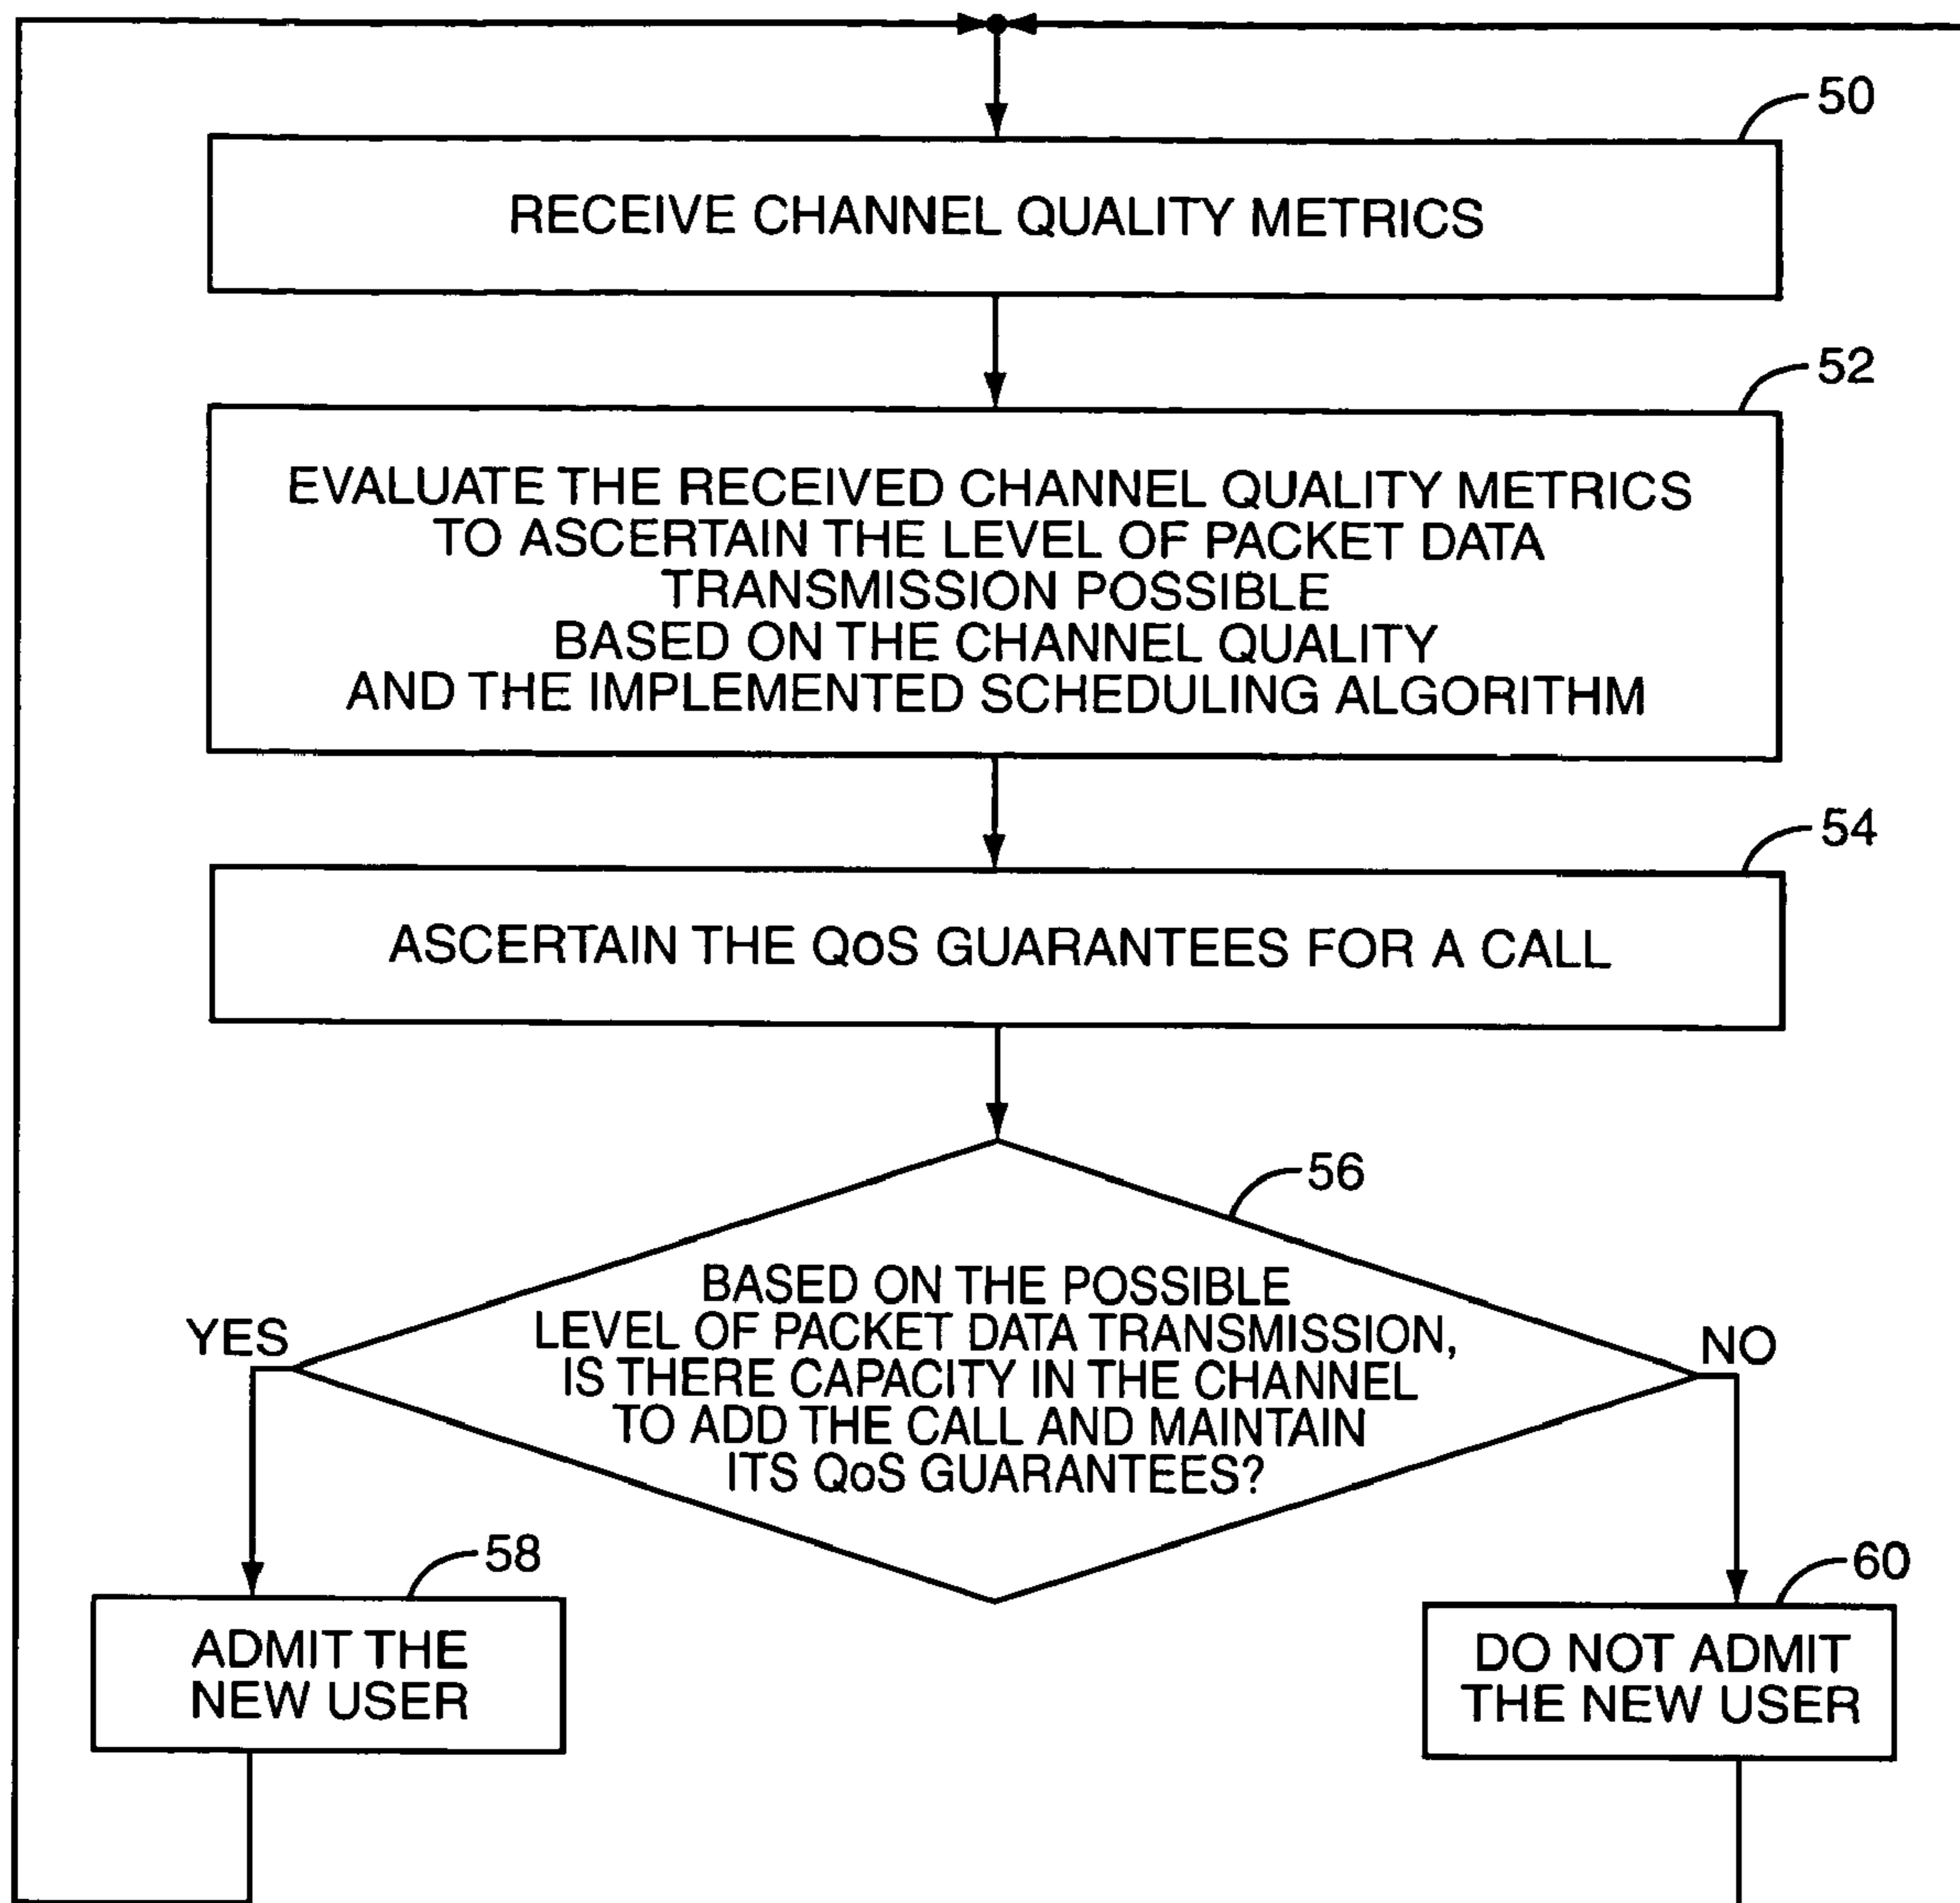 50
RECEIVE CHANNEL QUALITY METRICS
52
EVALUATE THE RECEIVED CHANNEL QUALITY METRICS
TO ASCERTAIN THE LEVEL OF PACKET DATA
TRANSMISSION POSSIBLE
BASED ON THE CHANNEL QUALITY
AND THE IMPLEMENTED SCHEDULING ALGORITHM
54
ASCERTAIN THE QoS GUARANTEES FOR A CALL
56
BASED ON THE POSSIBLE
LEVEL OF PACKET DATA TRANSMISSION,
IS THERE CAPACITY IN THE CHANNEL
TO ADD THE CALL AND MAINTAIN
ITS QoS GUARANTEES?
YES
NO
58
ADMIT THE
NEW USER
60
DO NOT ADMIT
THE NEW USER